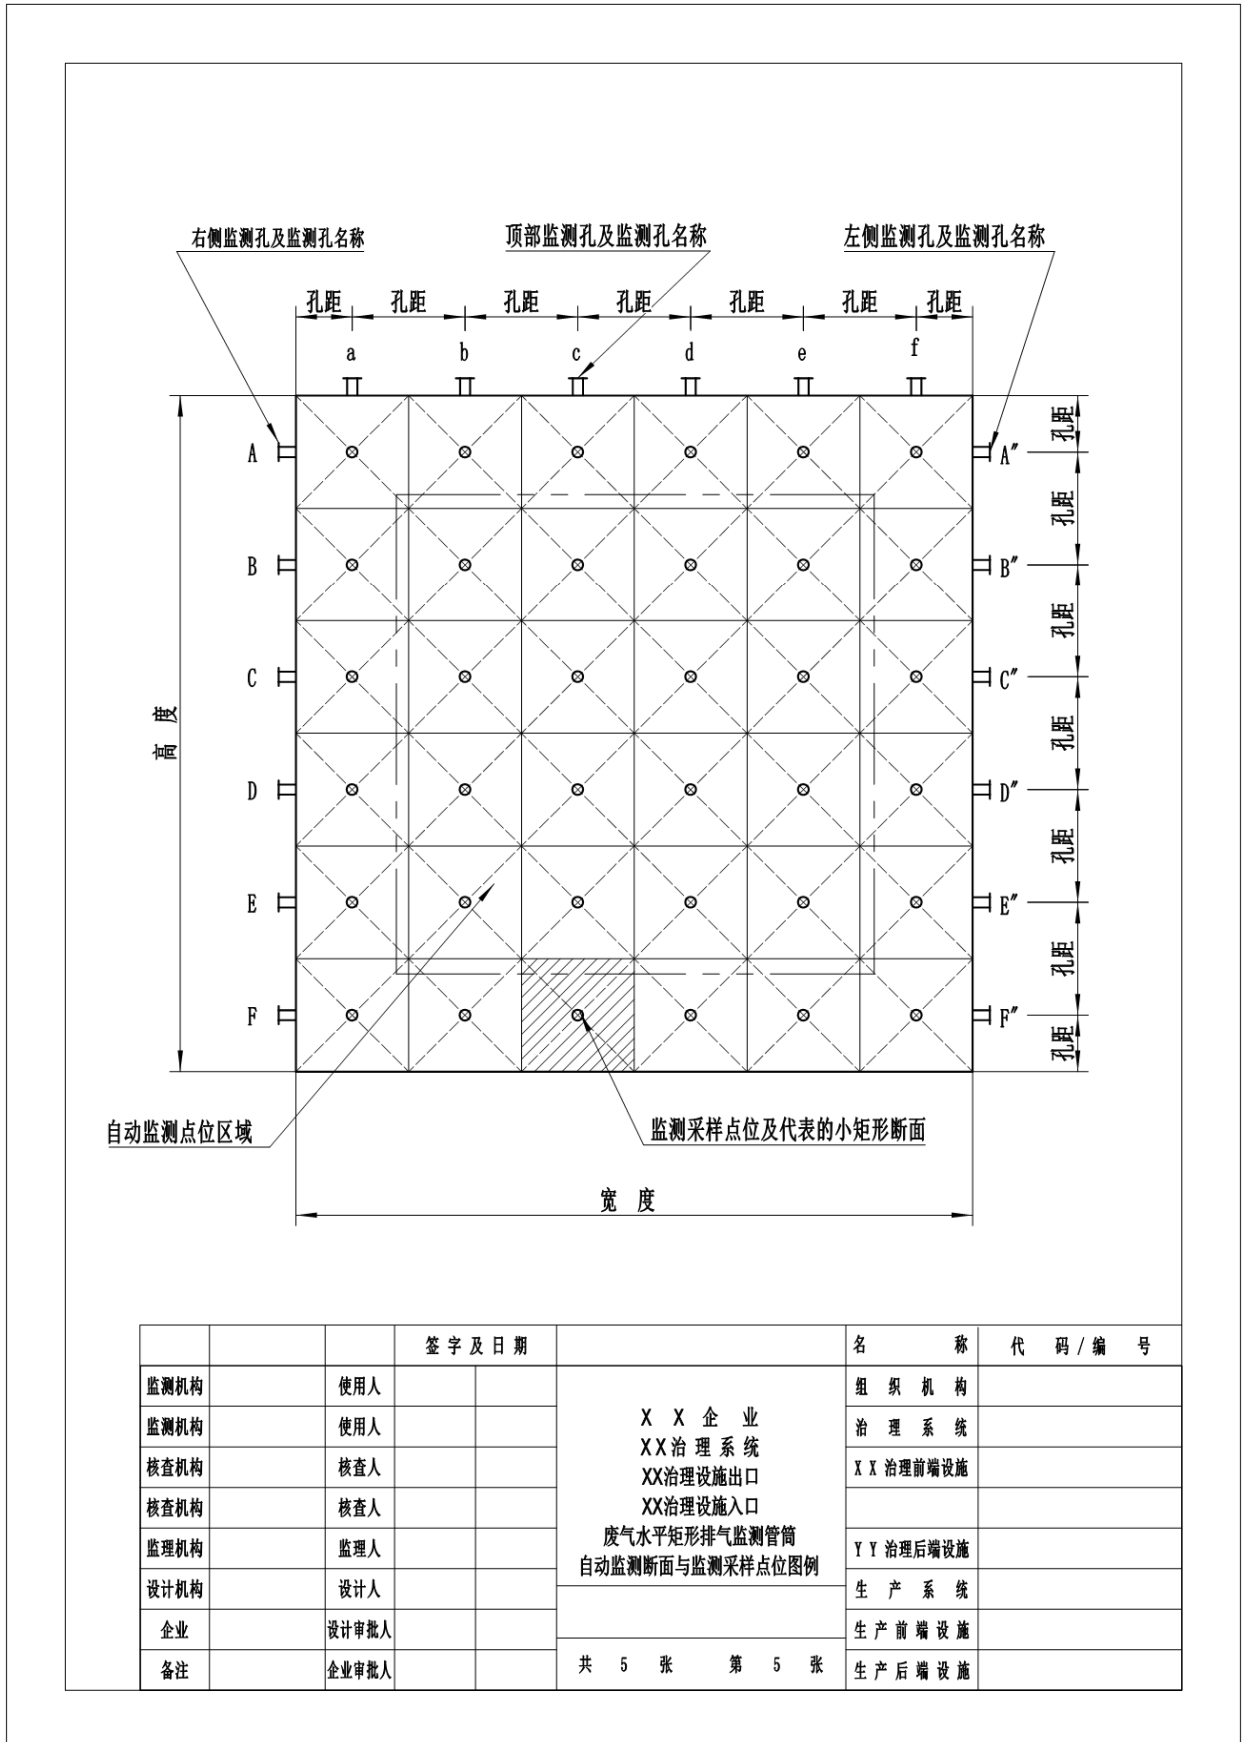 右侧监测孔及监测孔名称
顶部监测孔及监测孔名称
左侧监测孔及监测孔名称
孔距 孔距 孔距 孔距 孔距 孔距 孔距
a b c d e f
孔距
A A″
孔距
B B″
孔距
C C″
高度
孔距
D D″
孔距
E E″
孔距
F F″
孔距
自动监测点位区域
监测采样点位及代表的小矩形断面
宽 度
签字及日期 名 称 代 码/编 号
监测机构 使用人 组织机构
监测机构 使用人 治理系统
核查机构 核查人 XX治理前端设施
核查机构 核查人
监理机构 监理人 YY治理后端设施
设计机构 设计人 生产系统
企业 设计审批人 生产前端设施
备注 企业审批人 生产后端设施
X X 企 业
XX治理系统
XX治理设施出口
XX治理设施入口
废气水平矩形排气监测管筒
自动监测断面与监测采样点位图例
共 5 张 第 5 张